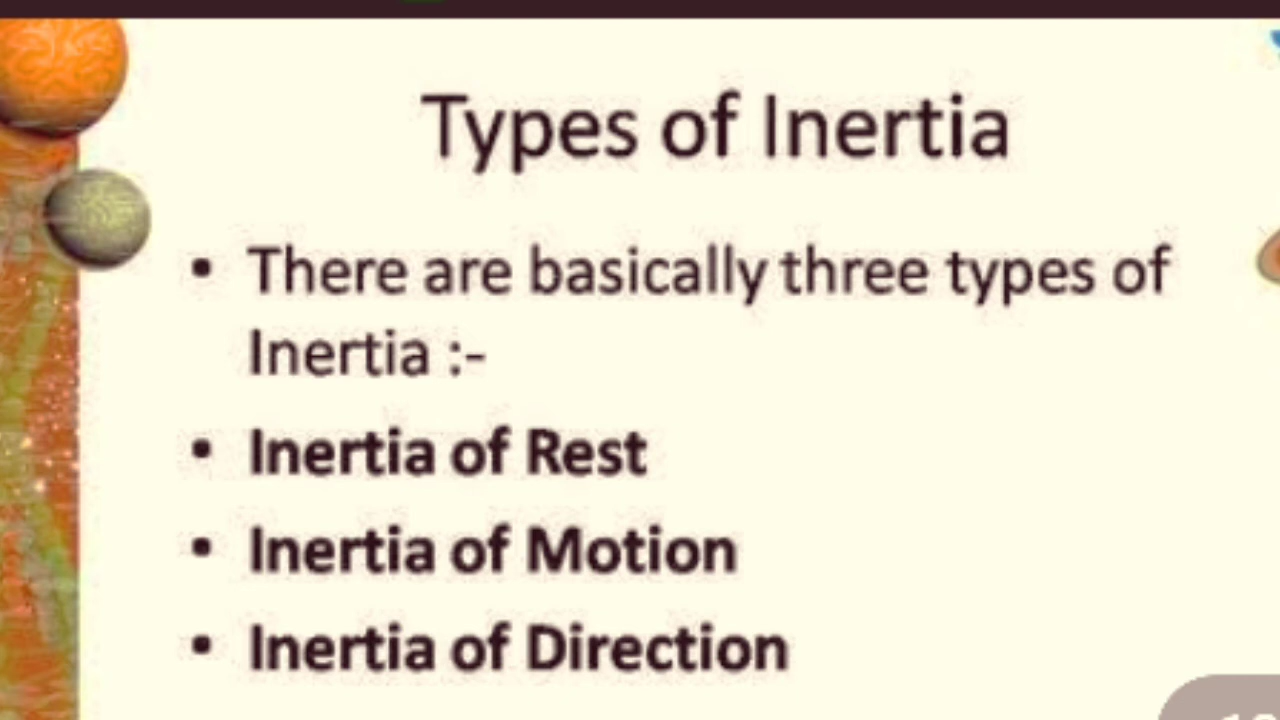 Types of Inertia
• There are basically three types of
Inertia :-
• Inertia of Rest
• Inertia of Motion
• Inertia of Direction